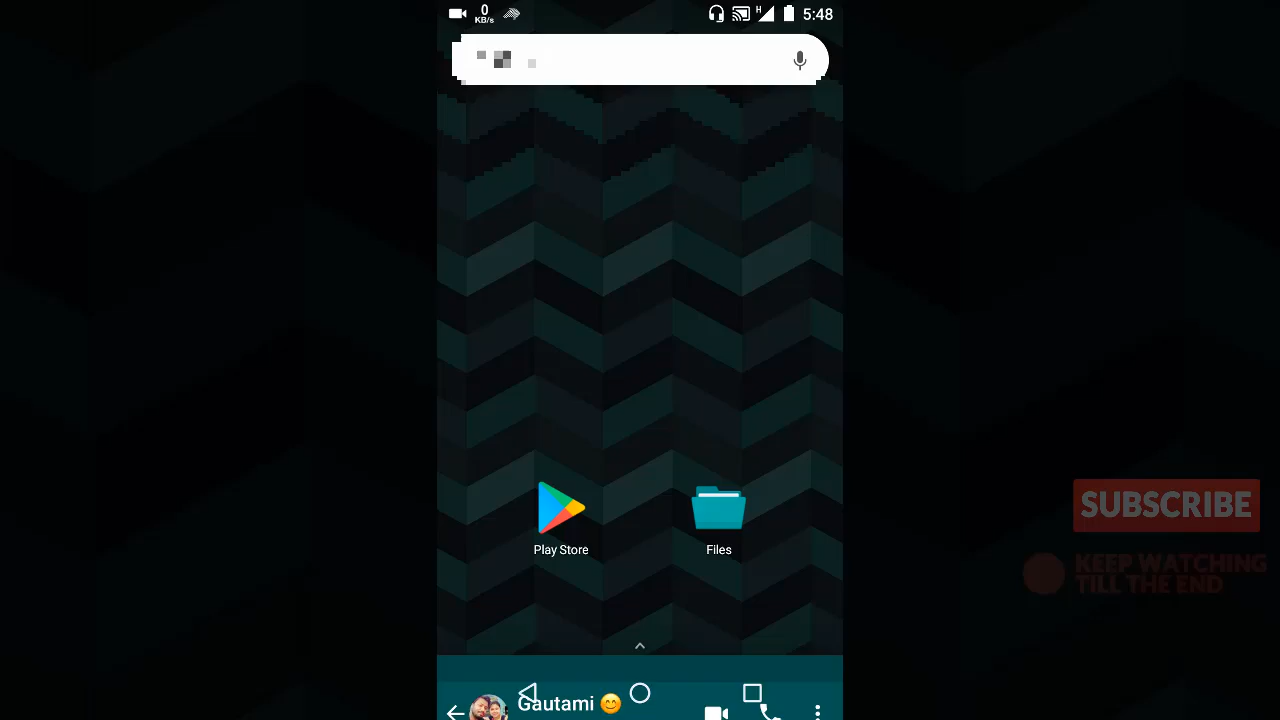 0
KB/s
H
5:48
Play Store
Files
SUBSCRIBE
KEEP WATCHING
TILL THE END
Gautami 😊